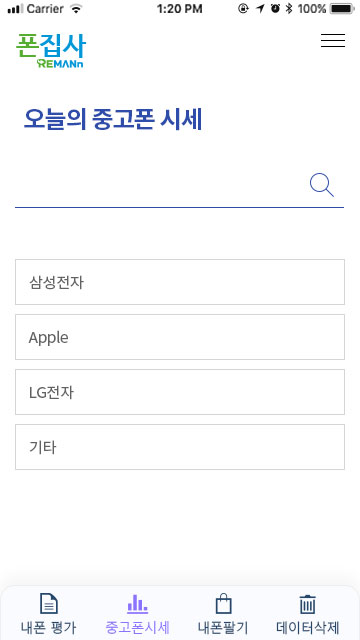 Carrier
1:20 PM
100%
폰집사
REMANn
오늘의 중고폰 시세
삼성전자
Apple
LG전자
기타
내폰 평가
중고폰시세
내폰팔기
데이터삭제